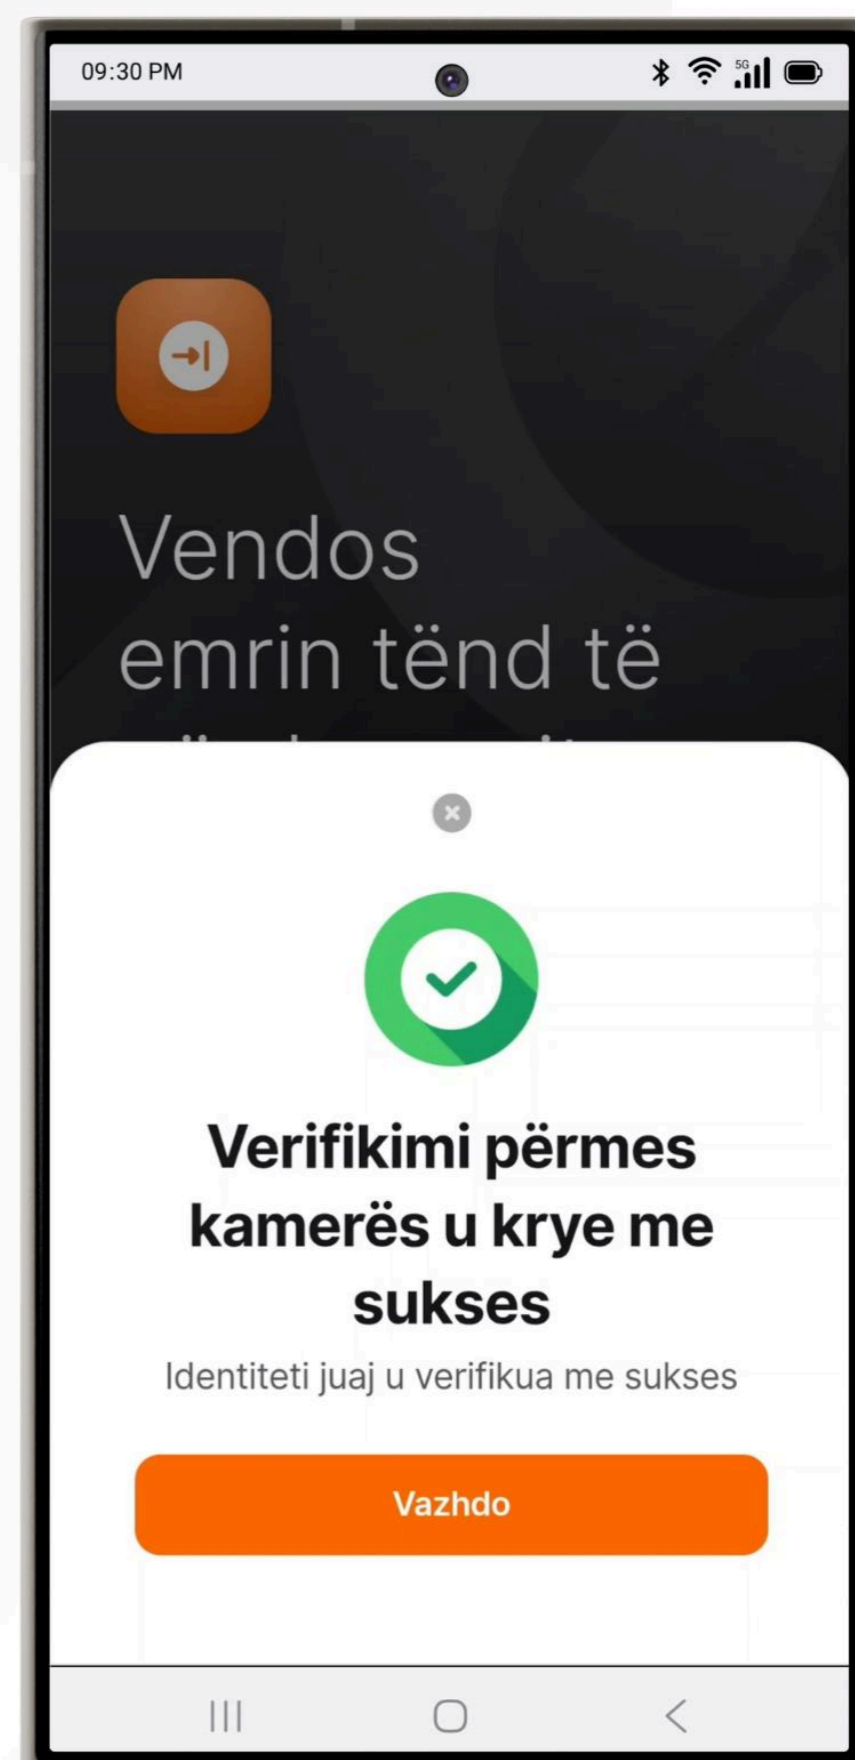 09:30 PM
5G
Vendos
emrin tënd të
Verifikimi përmes
kamerës u krye me
sukses
Identiteti juaj u verifikua me sukses
Vazhdo